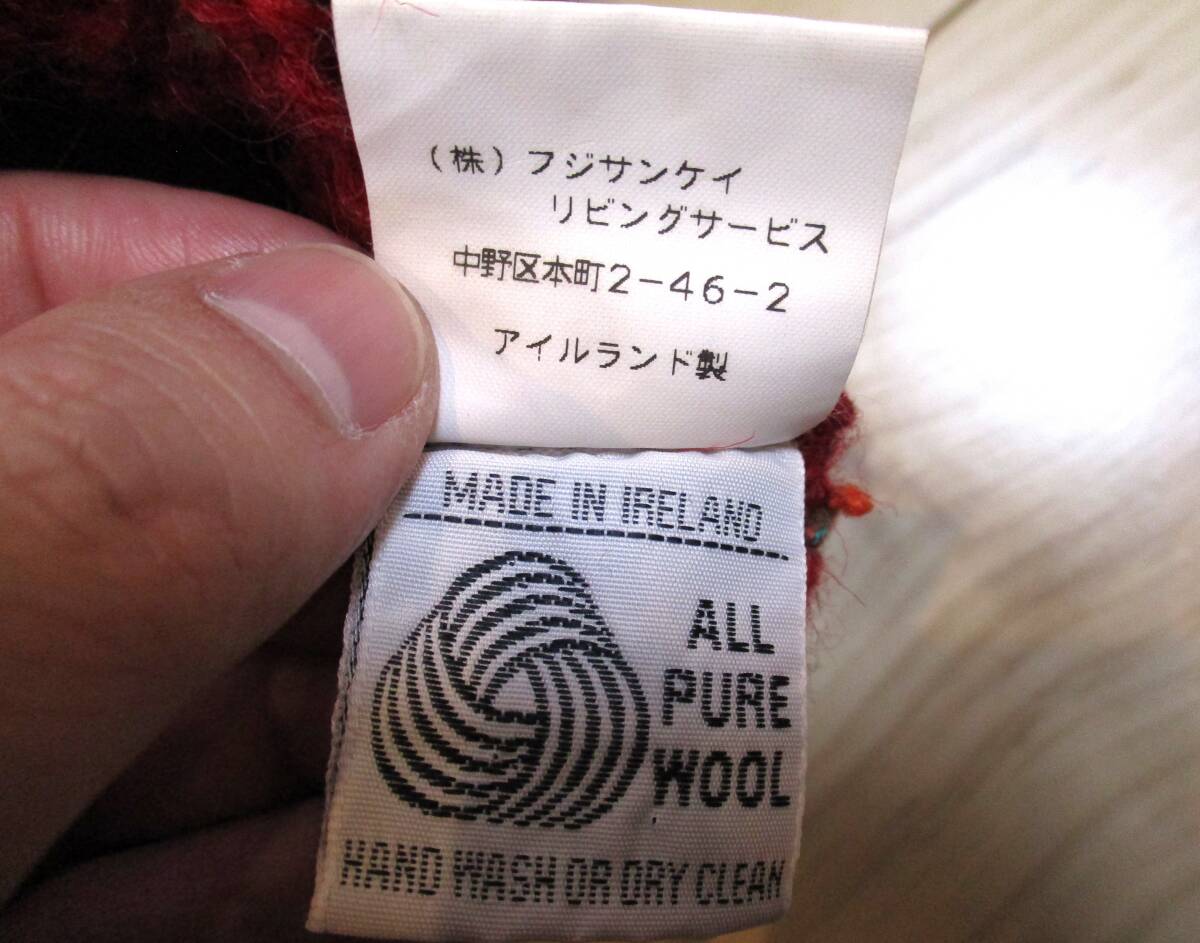 （株）フジサンケイ
リビングサービス
中野区本町2-46-2
アイルランド製
MADE IN IRELAND
ALL
PURE
WOOL
HAND WASH OR DRY CLEAN